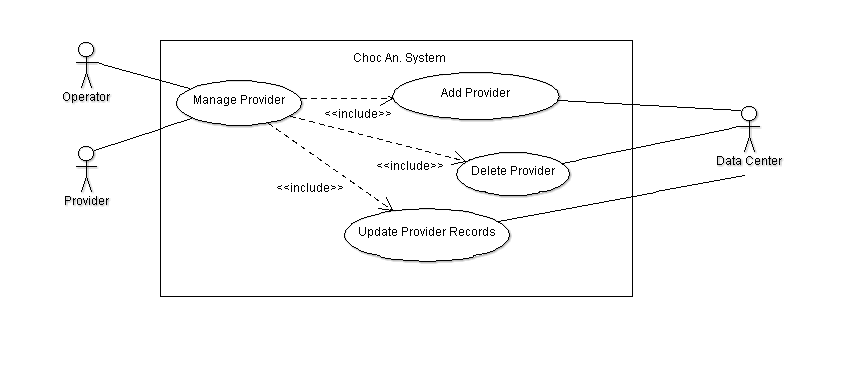 Choc An. System
Operator
Manage Provider
Add Provider
<<include>>
Provider
<<include>>
Delete Provider
Data Center
<<include>>
Update Provider Records